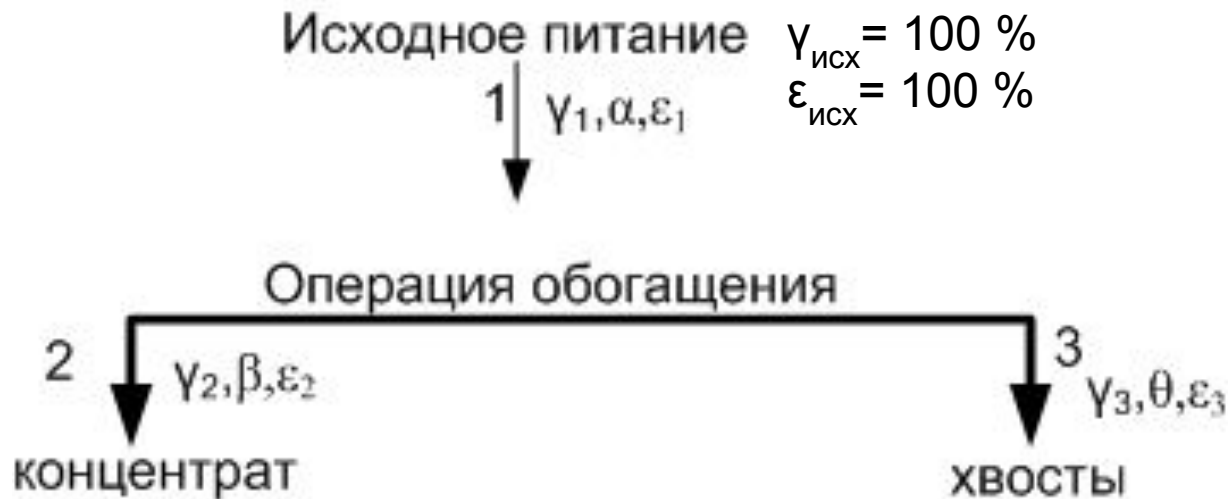 Исходное питание γисх= 100 %
εисх= 100 %
1 γ₁,α,ε₁
Операция обогащения
2 γ₂,β,ε₂
3 γ₃,θ,ε₃
концентрат
хвосты